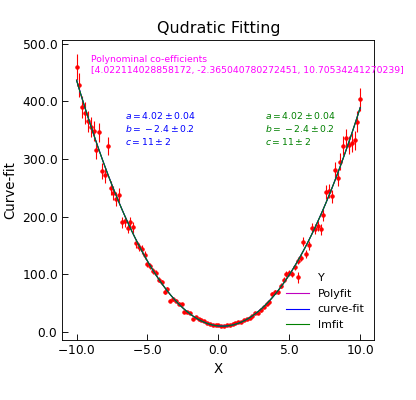 Qudratic Fitting
500.0
400.0
300.0
200.0
100.0
0.0
Curve-fit
Polynominal co-efficients
[4.022114028858172, -2.365040780272451, 10.70534241270239]
a = 4.02 ± 0.04
b = −2.4 ± 0.2
c = 11 ± 2
a = 4.02 ± 0.04
b = −2.4 ± 0.2
c = 11 ± 2
Y
Polyfit
curve-fit
lmfit
−10.0 −5.0 0.0 5.0 10.0
X